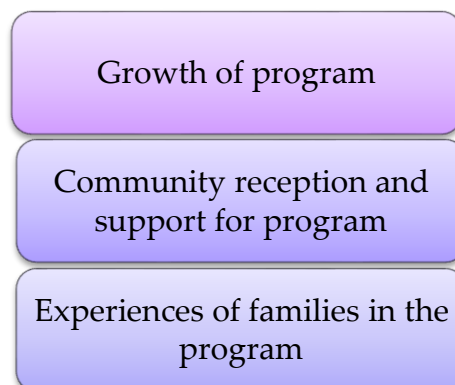 Growth of program
Community reception and
support for program
Experiences of families in the
program